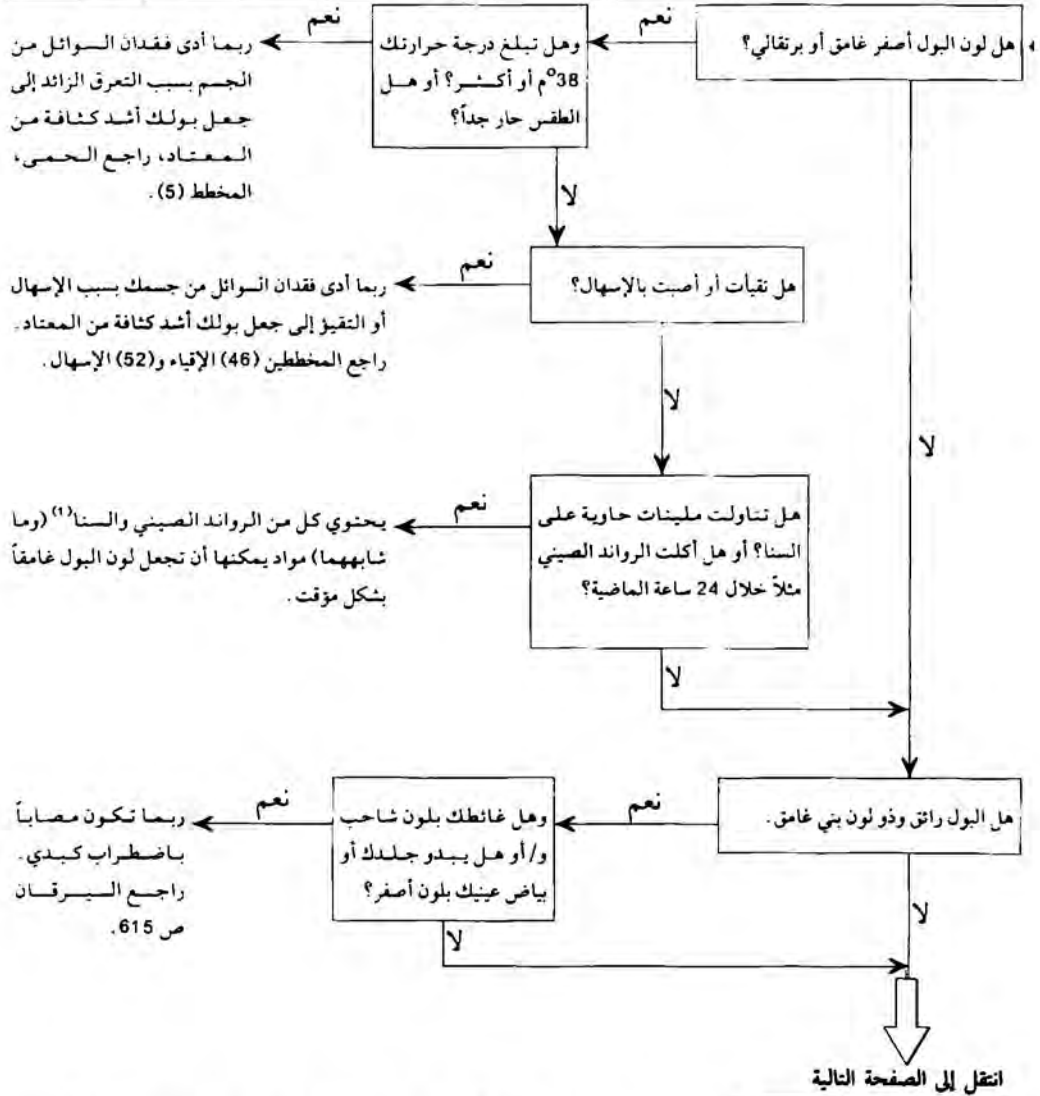 هل لون البول أصفر غامق أو برتقالي؟
نعم
وهل تبلغ درجة حرارتك
38°م أو أكثر؟ أو هل
الطقس حار جداً؟
نعم
ربما أدى فقدان السوائل من
الجسم بسبب التعرق الزائد إلى
جعل بولك أشد كثافة من
المعتاد، راجع الحمى،
المخطط (5).
لا
هل تقيأت أو أصبت بالإسهال؟
نعم
ربما أدى فقدان السوائل من جسمك بسبب الإسهال
أو التقيؤ إلى جعل بولك أشد كثافة من المعتاد.
راجع المخططين (46) الإقياء و(52) الإسهال.
لا
لا
هل تناولت ملينات حاوية على
السنا؟ أو هل أكلت الرواند الصيني
مثلاً خلال 24 ساعة الماضية؟
نعم
يحتوي كل من الرواند الصيني والسنا(1) (وما
شابههما) مواد يمكنها أن تجعل لون البول غامقاً
بشكل مؤقت.
لا
هل البول رائق وذو لون بني غامق.
نعم
وهل غائطك بلون شاحب
و/أو هل يبدو جلدك أو
بياض عينيك بلون أصفر؟
نعم
ربما تكون مصاباً
باضطراب كبدي.
راجع اليرقان
ص 615.
لا
لا
انتقل إلى الصفحة التالية